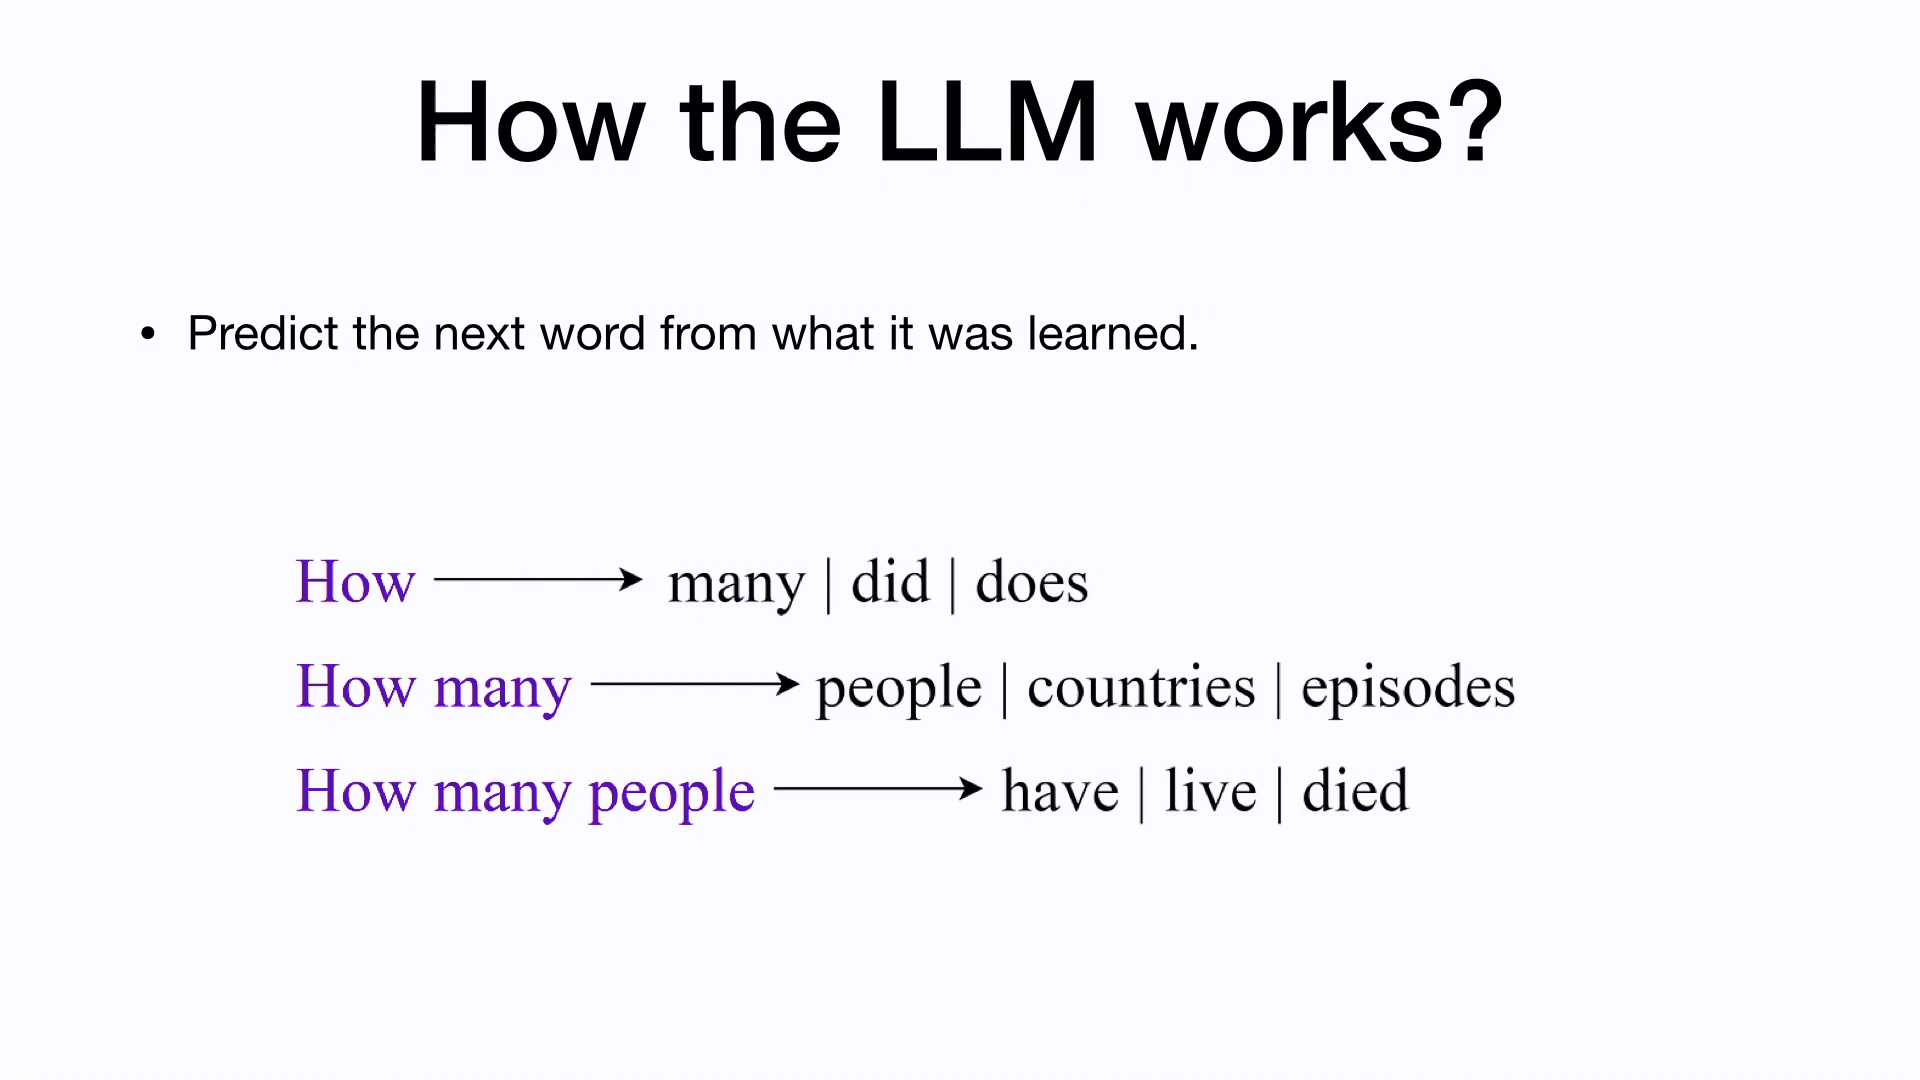 How the LLM works?
• Predict the next word from what it was learned.
How → many | did | does
How many → people | countries | episodes
How many people → have | live | died